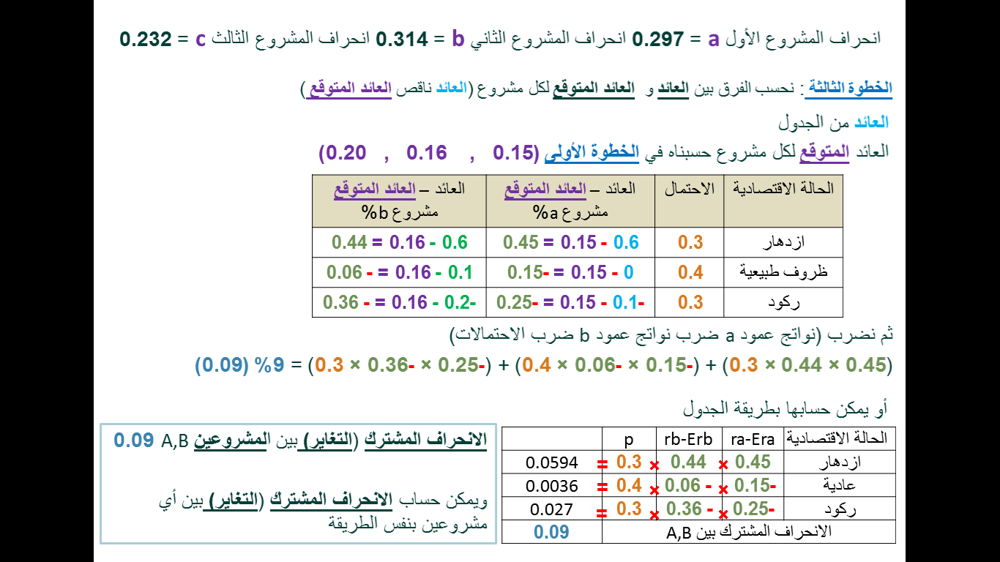 انحراف المشروع الأول a = 0.297 انحراف المشروع الثاني b = 0.314 انحراف المشروع الثالث c = 0.232
الخطوة الثالثة : نحسب الفرق بين العائد و العائد المتوقع لكل مشروع (العائد ناقص العائد المتوقع )
العائد من الجدول
العائد المتوقع لكل مشروع حسبناه في الخطوة الأولى (0.15 , 0.16 , 0.20)
الحالة الاقتصادية الاحتمال العائد – العائد المتوقع مشروع a% العائد – العائد المتوقع مشروع b%
ازدهار 0.3 0.6 - 0.15 = 0.45 0.6 - 0.16 = 0.44
ظروف طبيعية 0.4 0 - 0.15 = -0.15 0.1 - 0.16 = - 0.06
ركود 0.3 -0.1 - 0.15 = -0.25 -0.2 - 0.16 = - 0.36
ثم نضرب (نواتج عمود a ضرب نواتج عمود b ضرب الاحتمالات)
(0.45 × 0.44 × 0.3) + (-0.15 × -0.06 × 0.4) + (-0.25 × -0.36 × 0.3) = 9% (0.09)
أو يمكن حسابها بطريقة الجدول
الحالة الاقتصادية ra-Era rb-Erb p
ازدهار 0.45 × 0.44 × 0.3 = 0.0594
عادية -0.15 × - 0.06 × 0.4 = 0.0036
ركود -0.25 × - 0.36 × 0.3 = 0.027
الانحراف المشترك بين A,B 0.09
الانحراف المشترك (التغاير) بين المشروعين A,B 0.09
ويمكن حساب الانحراف المشترك (التغاير) بين أي
مشروعين بنفس الطريقة